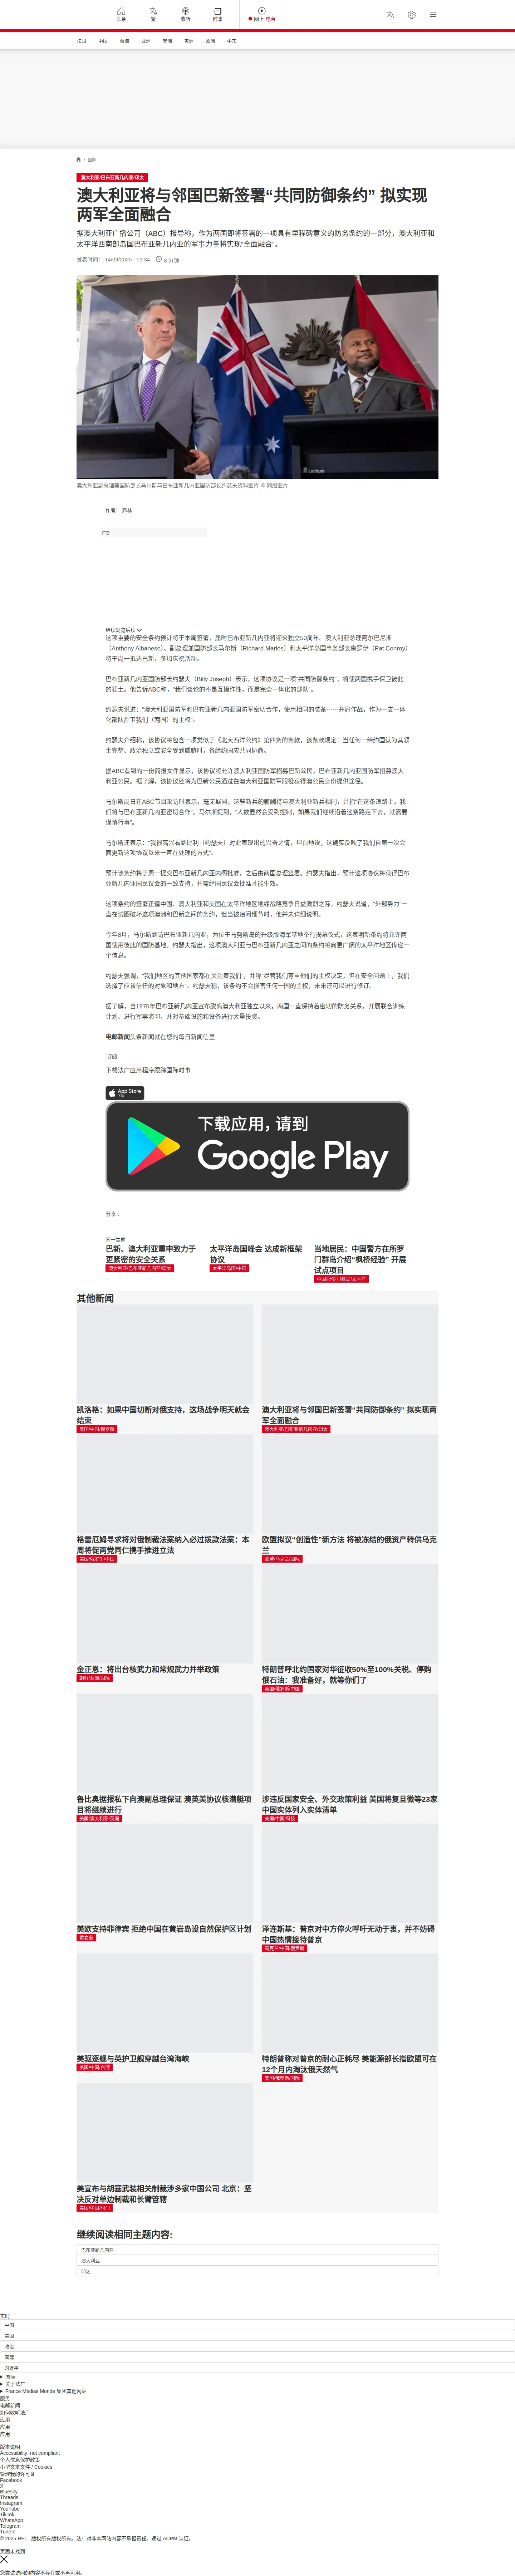 头条
繁
收听
时事
网上 电台
法国 中国 台海 亚洲 非洲 美洲 欧洲 中东
/ 国际
澳大利亚/巴布亚新几内亚/印太
澳大利亚将与邻国巴新签署“共同防御条约” 拟实现
两军全面融合
据澳大利亚广播公司（ABC）报导称，作为两国即将签署的一项具有里程碑意义的防务条约的一部分，澳大利亚和
太平洋西南部岛国巴布亚新几内亚的军事力量将实现“全面融合”。
发表时间： 14/09/2025 - 13:34 8 分钟
澳大利亚副总理兼国防部长马尔斯与巴布亚新几内亚国防部长约瑟夫资料图片 © 网络图片
作者： 弗林
广告
继续浏览后续
这项重要的安全条约预计将于本周签署，届时巴布亚新几内亚将迎来独立50周年。澳大利亚总理阿尔巴尼斯
（Anthony Albanese）、副总理兼国防部长马尔斯（Richard Marles）和太平洋岛国事务部长康罗伊（Pat Conroy）
将于周一抵达巴新，参加庆祝活动。
巴布亚新几内亚国防部长约瑟夫（Billy Joseph）表示，这项协议是一项“共同防御条约”，将使两国携手保卫彼此
的领土。他告诉ABC称，“我们谈论的不是互操作性，而是完全一体化的部队”。
约瑟夫说道：“澳大利亚国防军和巴布亚新几内亚国防军密切合作，使用相同的装备……并肩作战，作为一支一体
化部队捍卫我们（两国）的主权”。
约瑟夫介绍称，该协议将包含一项类似于《北大西洋公约》第四条的条款，该条款规定：当任何一缔约国认为其领
土完整、政治独立或安全受到威胁时，各缔约国应共同协商。
据ABC看到的一份简报文件显示，该协议将允许澳大利亚国防军招募巴新公民，巴布亚新几内亚国防军招募澳大
利亚公民。据了解，该协议还将为巴新公民通过在澳大利亚国防军服役获得澳公民身份提供途径。
马尔斯周日在ABC节目采访时表示，毫无疑问，这些新兵的薪酬将与澳大利亚新兵相同，并指“在这条道路上，我
们将与巴布亚新几内亚密切合作”。马尔斯提到，“人数显然会受到控制，如果我们继续沿着这条路走下去，就需要
谨慎行事”。
马尔斯还表示：“我很高兴看到比利（约瑟夫）对此表现出的兴奋之情，坦白地说，这确实反映了我们自第一次会
面更新这项协议以来一直在处理的方式”。
预计该条约将于周一提交巴布亚新几内亚内阁批准，之后由两国总理签署。约瑟夫指出，预计这项协议将获得巴布
亚新几内亚国民议会的一致支持，并需经国民议会批准才能生效。
这项条约的签署正值中国、澳大利亚和美国在太平洋地区地缘战略竞争日益激烈之际。约瑟夫说道，“外部势力”一
直在试图破坏这项澳洲和巴新之间的条约，但当被追问细节时，他并未详细说明。
今年8月，马尔斯到访巴布亚新几内亚，为位于马努斯岛的升级版海军基地举行揭幕仪式，这表明新条约将允许两
国使用彼此的国防基地。约瑟夫指出，这项澳大利亚与巴布亚新几内亚之间的条约将向更广阔的太平洋地区传递一
个信息。
约瑟夫强调，“我们地区的其他国家都在关注着我们”，并称“尽管我们尊重他们的主权决定，但在安全问题上，我们
选择了应该信任的对象和地方”。约瑟夫称，该条约不会损害任何一国的主权，未来还可以进行修订。
据了解，自1975年巴布亚新几内亚宣布脱离澳大利亚独立以来，两国一直保持着密切的防务关系，开展联合训练
计划、进行军事演习，并对基础设施和设备进行大量投资。
电邮新闻头条新闻就在您的每日新闻信里
订阅
下载法广应用程序跟踪国际时事
App Store
下载应用，请到
Google Play
分享 :
同一主题
巴新、澳大利亚重申致力于
更紧密的安全关系
澳大利亚/巴布亚新几内亚/印太
太平洋岛国峰会 达成新框架
协议
太平洋岛国/中国
当地居民：中国警方在所罗
门群岛介绍“枫桥经验” 开展
试点项目
中国/所罗门群岛/太平洋
其他新闻
凯洛格：如果中国切断对俄支持，这场战争明天就会
结束
美国/中国/俄罗斯
澳大利亚将与邻国巴新签署“共同防御条约” 拟实现两
军全面融合
澳大利亚/巴布亚新几内亚/印太
格雷厄姆寻求将对俄制裁法案纳入必过拨款法案：本
周将促两党同仁携手推进立法
美国/俄罗斯/中国
欧盟拟议“创造性”新方法 将被冻结的俄资产转供乌克
兰
欧盟/乌克兰/国际
金正恩：将出台核武力和常规武力并举政策
朝鲜/亚洲/国际
特朗普呼北约国家对华征收50%至100%关税、停购
俄石油：我准备好，就等你们了
美国/俄罗斯/中国
鲁比奥据报私下向澳副总理保证 澳英美协议核潜艇项
目将继续进行
美国/澳大利亚/英国
涉违反国家安全、外交政策利益 美国将复旦微等23家
中国实体列入实体清单
美国/中国/科技
美欧支持菲律宾 拒绝中国在黄岩岛设自然保护区计划
黄岩岛
泽连斯基：普京对中方停火呼吁无动于衷，并不妨碍
中国热情接待普京
乌克兰/中国/俄罗斯
美驱逐舰与英护卫舰穿越台湾海峡
美国/中国/台湾
特朗普称对普京的耐心正耗尽 美能源部长指欧盟可在
12个月内淘汰俄天然气
美国/俄罗斯/国际
美宣布与胡塞武装相关制裁涉多家中国公司 北京：坚
决反对单边制裁和长臂管辖
美国/中国/也门
继续阅读相同主题内容:
巴布亚新几内亚
澳大利亚
印太
实时
中国
美国
政治
国际
习近平
国际
关于法广
France Médias Monde 集团其他网站
服务
电邮新闻
如何收听法广
应用
应用
应用
版本说明
Accessibility: not compliant
个人信息保护政策
小型文本文件 / Cookies
管理我的许可证
Facebook
X
Bluesky
Threads
Instagram
YouTube
TikTok
WhatsApp
Telegram
TuneIn
© 2025 RFI – 版权所有版权所有。法广对非本网站内容不承担责任。通过 ACPM 认证。
页面未找到
您尝试访问的内容不存在或不再可用。